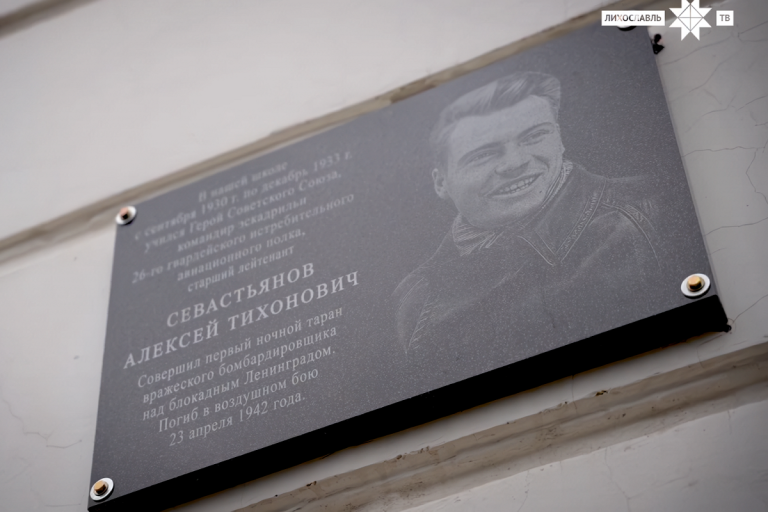 ЛИХОСЛАВЛЬ ТВ
В нашей школе
с сентября 1930 г. по декабрь 1933 г.
учился Герой Советского Союза,
командир эскадрильи
26-го гвардейского истребительного
авиационного полка,
старший лейтенант
СЕВАСТЬЯНОВ
АЛЕКСЕЙ ТИХОНОВИЧ
Совершил первый ночной таран
вражеского бомбардировщика
над блокадным Ленинградом.
Погиб в воздушном бою
23 апреля 1942 года.